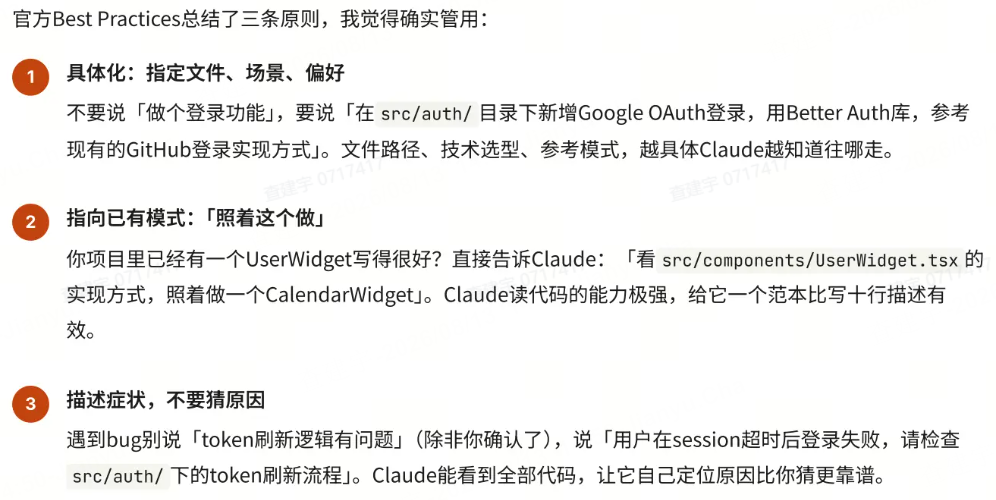 官方Best Practices总结了三条原则，我觉得确实管用：
1 具体化：指定文件、场景、偏好
不要说「做个登录功能」，要说「在 src/auth/ 目录下新增Google OAuth登录，用Better Auth库，参考
现有的GitHub登录实现方式」。文件路径、技术选型、参考模式，越具体Claude越知道往哪走。
查建宇 0717417 查建宇 0717417
2 指向已有模式：「照着这个做」
你项目里已经有一个UserWidget写得很好？直接告诉Claude：「看 src/components/UserWidget.tsx 的
实现方式，照着做一个CalendarWidget」。Claude读代码的能力极强，给它一个范本比写十行描述有
效。
3 描述症状，不要猜原因
遇到bug别说「token刷新逻辑有问题」（除非你确认了），说「用户在session超时后登录失败，请检查
src/auth/ 下的token刷新流程」。Claude能看到全部代码，让它自己定位原因比你猜更靠谱。